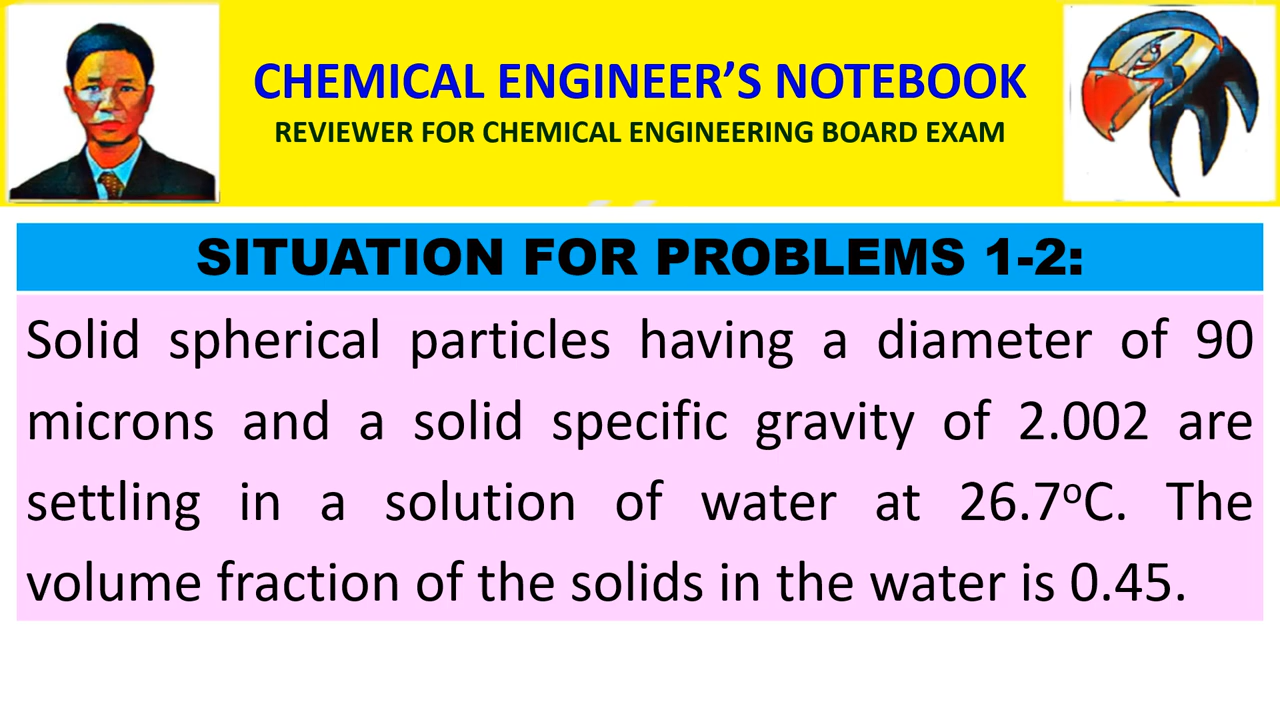 CHEMICAL ENGINEER’S NOTEBOOK
REVIEWER FOR CHEMICAL ENGINEERING BOARD EXAM
SITUATION FOR PROBLEMS 1-2:
Solid spherical particles having a diameter of 90
microns and a solid specific gravity of 2.002 are
settling in a solution of water at 26.7ºC. The
volume fraction of the solids in the water is 0.45.